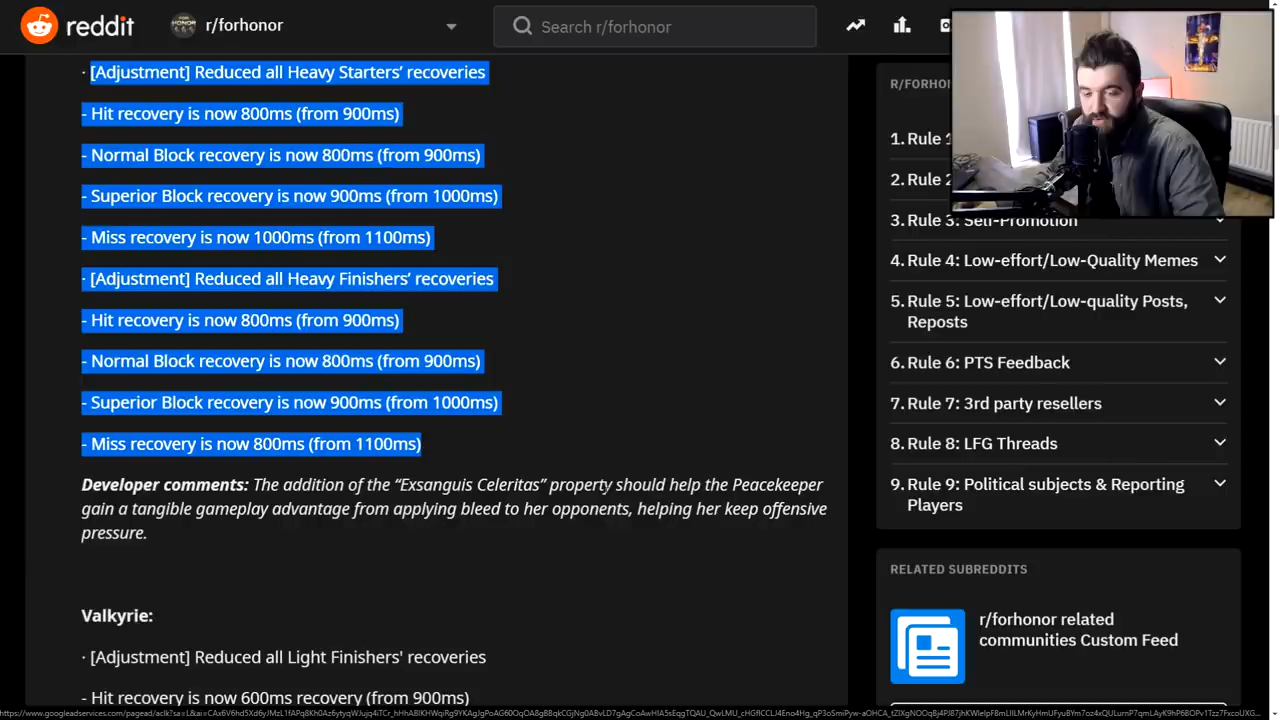 reddit
r/forhonor
Search r/forhonor
· [Adjustment] Reduced all Heavy Starters’ recoveries
- Hit recovery is now 800ms (from 900ms)
- Normal Block recovery is now 800ms (from 900ms)
- Superior Block recovery is now 900ms (from 1000ms)
- Miss recovery is now 1000ms (from 1100ms)
· [Adjustment] Reduced all Heavy Finishers’ recoveries
- Hit recovery is now 800ms (from 900ms)
- Normal Block recovery is now 800ms (from 900ms)
- Superior Block recovery is now 900ms (from 1000ms)
- Miss recovery is now 800ms (from 1100ms)
Developer comments: The addition of the “Exsanguis Celeritas” property should help the Peacekeeper
gain a tangible gameplay advantage from applying bleed to her opponents, helping her keep offensive
pressure.
Valkyrie:
· [Adjustment] Reduced all Light Finishers' recoveries
- Hit recovery is now 600ms recovery (from 900ms)
R/FORHON
1. Rule 1
2. Rule 2
3. Rule 3: Self-Promotion
4. Rule 4: Low-effort/Low-Quality Memes
5. Rule 5: Low-effort/Low-quality Posts,
Reposts
6. Rule 6: PTS Feedback
7. Rule 7: 3rd party resellers
8. Rule 8: LFG Threads
9. Rule 9: Political subjects & Reporting
Players
RELATED SUBREDDITS
r/forhonor related
communities Custom Feed